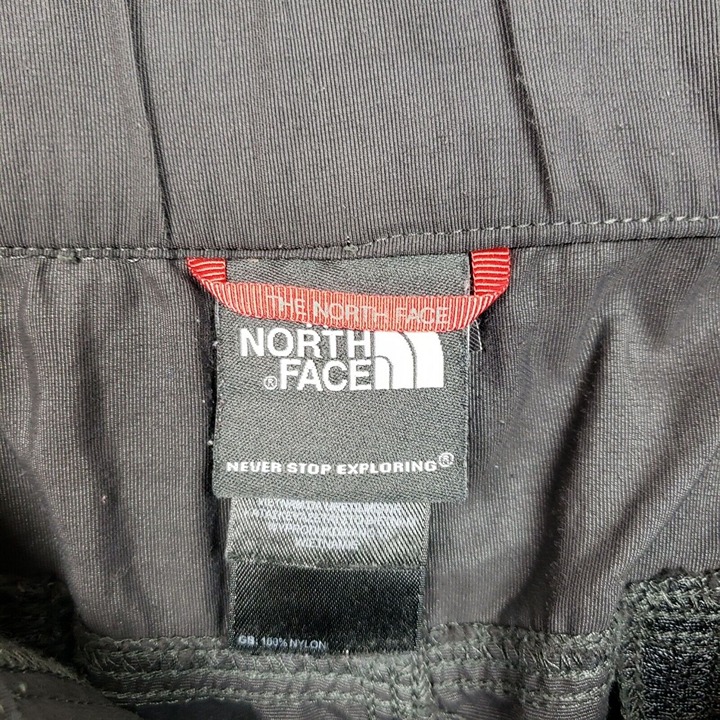 THE NORTH FACE
NORTH
®FACE
NEVER STOP EXPLORING®
GB: 100% NYLON